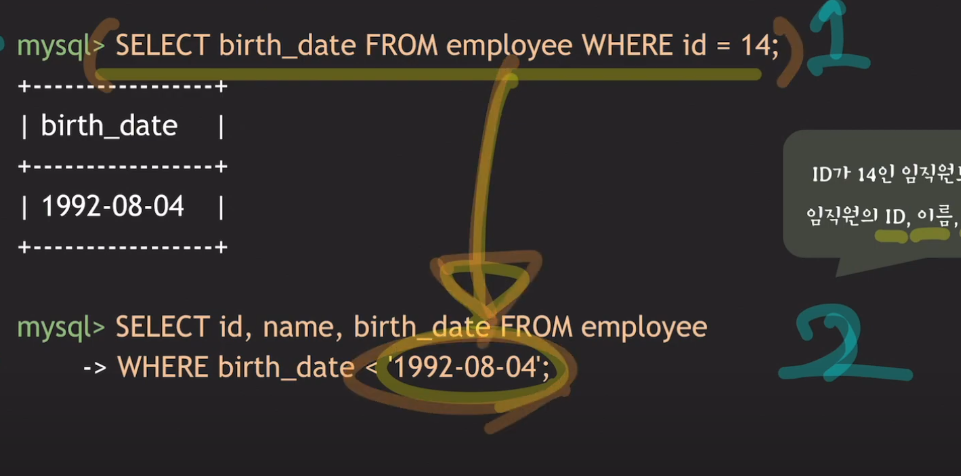 mysql> SELECT birth_date FROM employee WHERE id = 14; 1
+----------------+
| birth_date |
+----------------+
| 1992-08-04 |
+----------------+
ID가 14인 임직원보
임직원의 ID, 이름,
mysql> SELECT id, name, birth_date FROM employee
-> WHERE birth_date < '1992-08-04';
2